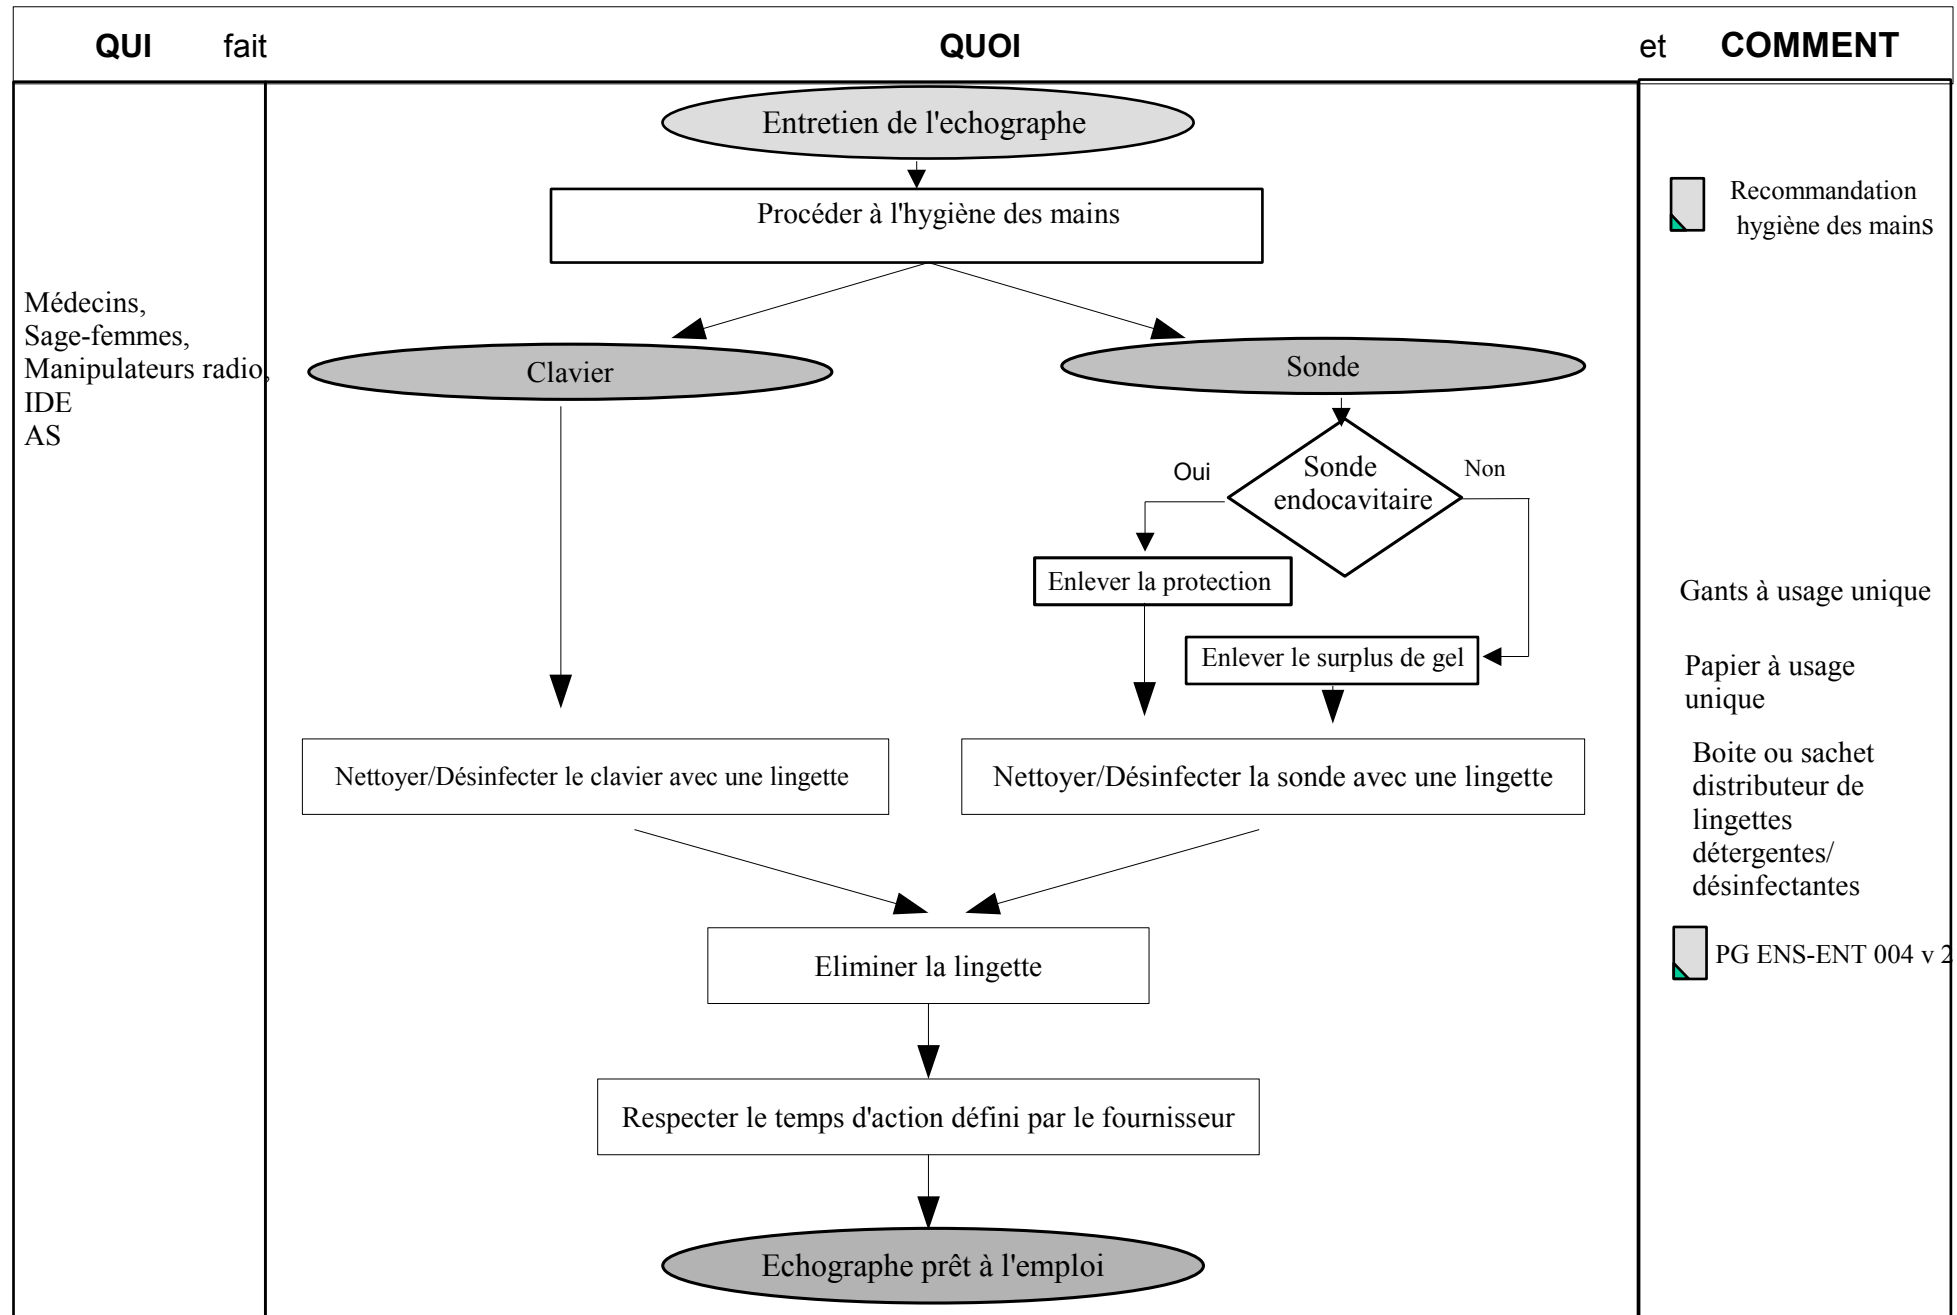 QUI fait QUOI et COMMENT
Entretien de l'echographe
Procéder à l'hygiène des mains
Recommandation
hygiène des mains
Médecins,
Sage-femmes,
Manipulateurs radio,
IDE
AS
Clavier
Sonde
Sonde
endocavitaire
Oui
Non
Enlever la protection
Gants à usage unique
Enlever le surplus de gel
Papier à usage
unique
Nettoyer/Désinfecter le clavier avec une lingette
Nettoyer/Désinfecter la sonde avec une lingette
Boite ou sachet
distributeur de
lingettes
détergentes/
désinfectantes
Eliminer la lingette
PG ENS-ENT 004 v 2
Respecter le temps d'action défini par le fournisseur
Echographe prêt à l'emploi